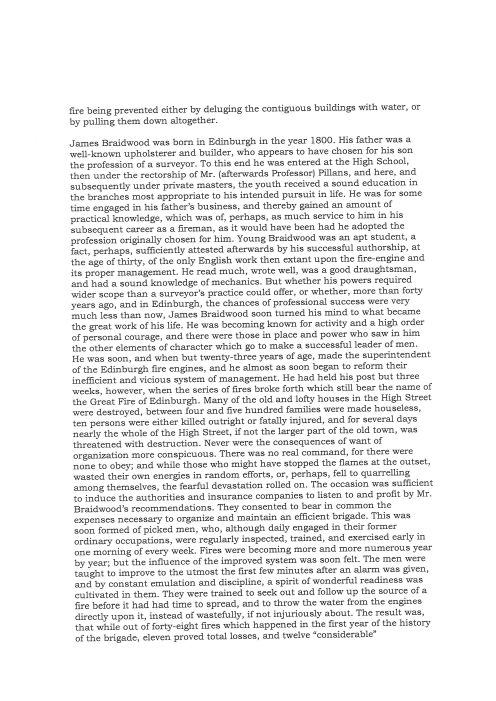 fire being prevented either by deluging the contiguous buildings with water, or
by pulling them down altogether.
James Braidwood was born in Edinburgh in the year 1800. His father was a
well-known upholsterer and builder, who appears to have chosen for his son
the profession of a surveyor. To this end he was entered at the High School,
then under the rectorship of Mr. (afterwards Professor) Pillans, and here, and
subsequently under private masters, the youth received a sound education in
the branches most appropriate to his intended pursuit in life. He was for some
time engaged in his father's business, and thereby gained an amount of
practical knowledge, which was of, perhaps, as much service to him in his
subsequent career as a fireman, as it would have been had he adopted the
profession originally chosen for him. Young Braidwood was an apt student, a
fact, perhaps, sufficiently attested afterwards by his successful authorship, at
the age of thirty, of the only English work then extant upon the fire-engine and
its proper management. He read much, wrote well, was a good draughtsman,
and had a sound knowledge of mechanics. But whether his powers required
wider scope than a surveyor's practice could offer, or whether, more than forty
years ago, and in Edinburgh, the chances of professional success were very
much less than now, James Braidwood soon turned his mind to what became
the great work of his life. He was becoming known for activity and a high order
of personal courage, and there were those in place and power who saw in him
the other elements of character which go to make a successful leader of men.
He was soon, and when but twenty-three years of age, made the superintendent
of the Edinburgh fire engines, and he almost as soon began to reform their
inefficient and vicious system of management. He had held his post but three
weeks, however, when the series of fires broke forth which still bear the name of
the Great Fire of Edinburgh. Many of the old and lofty houses in the High Street
were destroyed, between four and five hundred families were made houseless,
ten persons were either killed outright or fatally injured, and for several days
nearly the whole of the High Street, if not the larger part of the old town, was
threatened with destruction. Never were the consequences of want of
organization more conspicuous. There was no real command, for there were
none to obey; and while those who might have stopped the flames at the outset,
wasted their own energies in random efforts, or, perhaps, fell to quarrelling
among themselves, the fearful devastation rolled on. The occasion was sufficient
to induce the authorities and insurance companies to listen to and profit by Mr.
Braidwood's recommendations. They consented to bear in common the
expenses necessary to organize and maintain an efficient brigade. This was
soon formed of picked men, who, although daily engaged in their former
ordinary occupations, were regularly inspected, trained, and exercised early in
one morning of every week. Fires were becoming more and more numerous year
by year; but the influence of the improved system was soon felt. The men were
taught to improve to the utmost the first few minutes after an alarm was given,
and by constant emulation and discipline, a spirit of wonderful readiness was
cultivated in them. They were trained to seek out and follow up the source of a
fire before it had had time to spread, and to throw the water from the engines
directly upon it, instead of wastefully, if not injuriously about. The result was,
that while out of forty-eight fires which happened in the first year of the history
of the brigade, eleven proved total losses, and twelve "considerable"